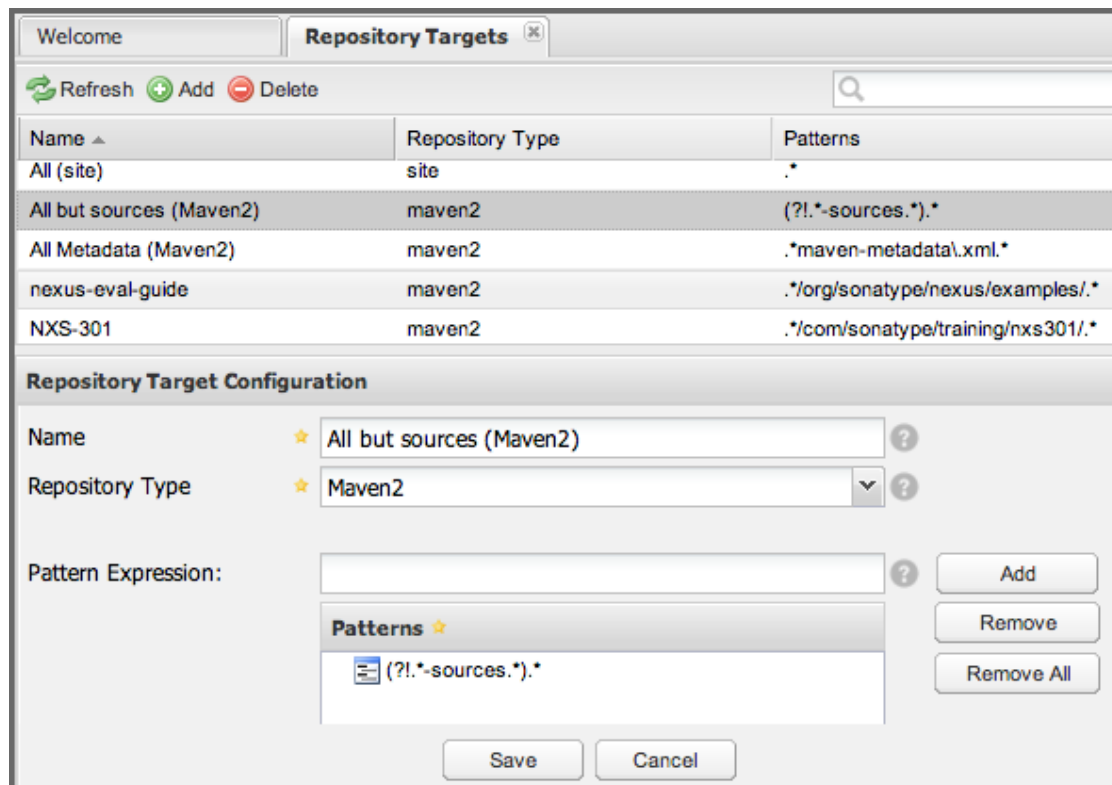 Welcome Repository Targets
Refresh Add Delete
Name Repository Type Patterns
All (site) site .*
All but sources (Maven2) maven2 (?!.*-sources.*).*
All Metadata (Maven2) maven2 .*maven-metadata\.xml.*
nexus-eval-guide maven2 .*/org/sonatype/nexus/examples/.*
NXS-301 maven2 .*/com/sonatype/training/nxs301/.*
Repository Target Configuration
Name All but sources (Maven2)
Repository Type Maven2
Pattern Expression: Add
Patterns Remove
(?!.*-sources.*).* Remove All
Save Cancel